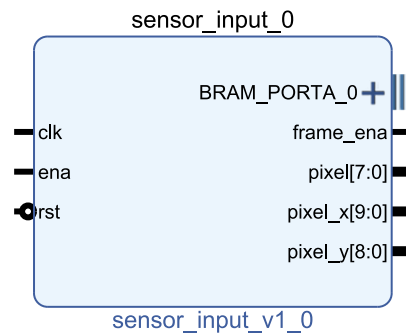 sensor_input_0
BRAM_PORTA_0
clk
frame_ena
ena
pixel[7:0]
rst
pixel_x[9:0]
pixel_y[8:0]
sensor_input_v1_0